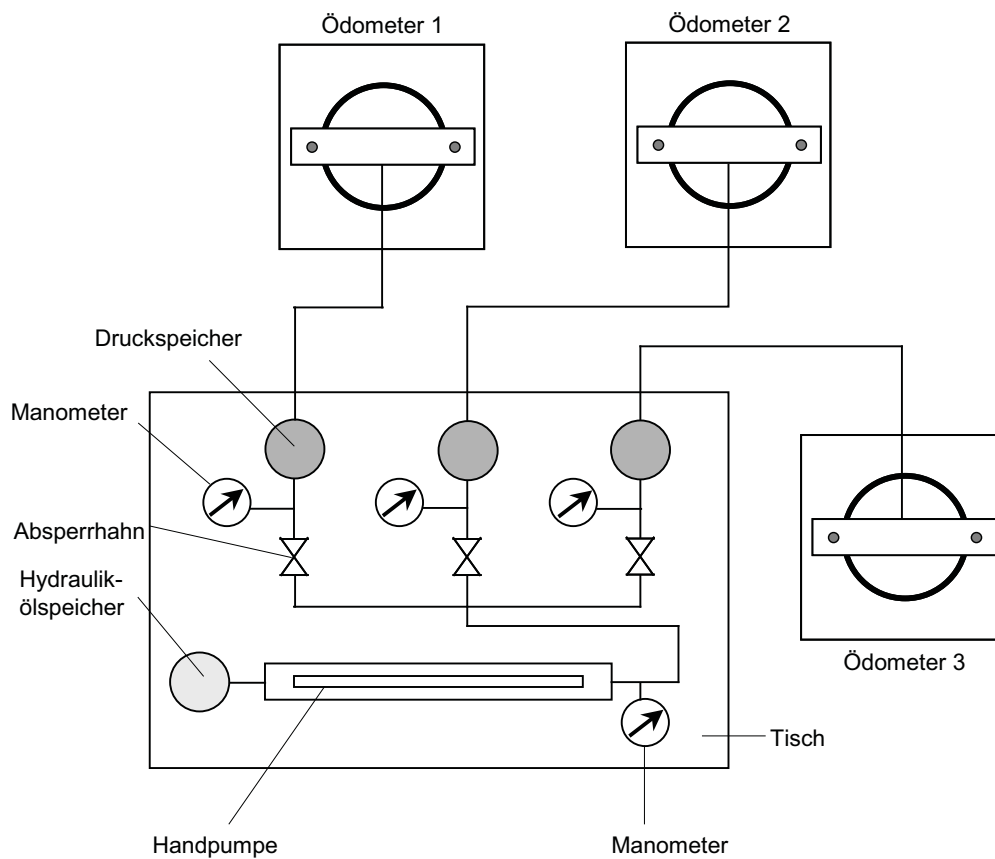 Ödometer 1
Ödometer 2
Druckspeicher
Manometer
Absperrhahn
Hydraulik-
ölspeicher
Ödometer 3
Tisch
Handpumpe
Manometer